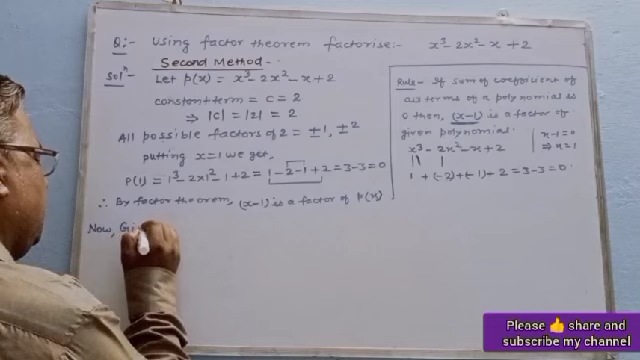 Q:- Using factor theorem factorise:- x³-2x²-x+2
Second Method:-
Solⁿ Let P(x) = x³-2x²-x+2
constant term = c = 2
⇒ |c| = |2| = 2
All possible factors of 2 = ±1, ±2
putting x=1 we get,
P(1) = 1³-2×1²-1+2 = 1-2-1+2 = 3-3=0
∴ By factor theorem, (x-1) is a factor of P(x)
Now, Gi
Rule- If sum of coefficient of
all terms of a polynomial is
0 then, (x-1) is a factor of
given polynomial.
x-1=0
⇒ x=1
x³-2x²-x+2
1+(-2)+(-1)+2=3-3=0.
Please 👍 share and
subscribe my channel